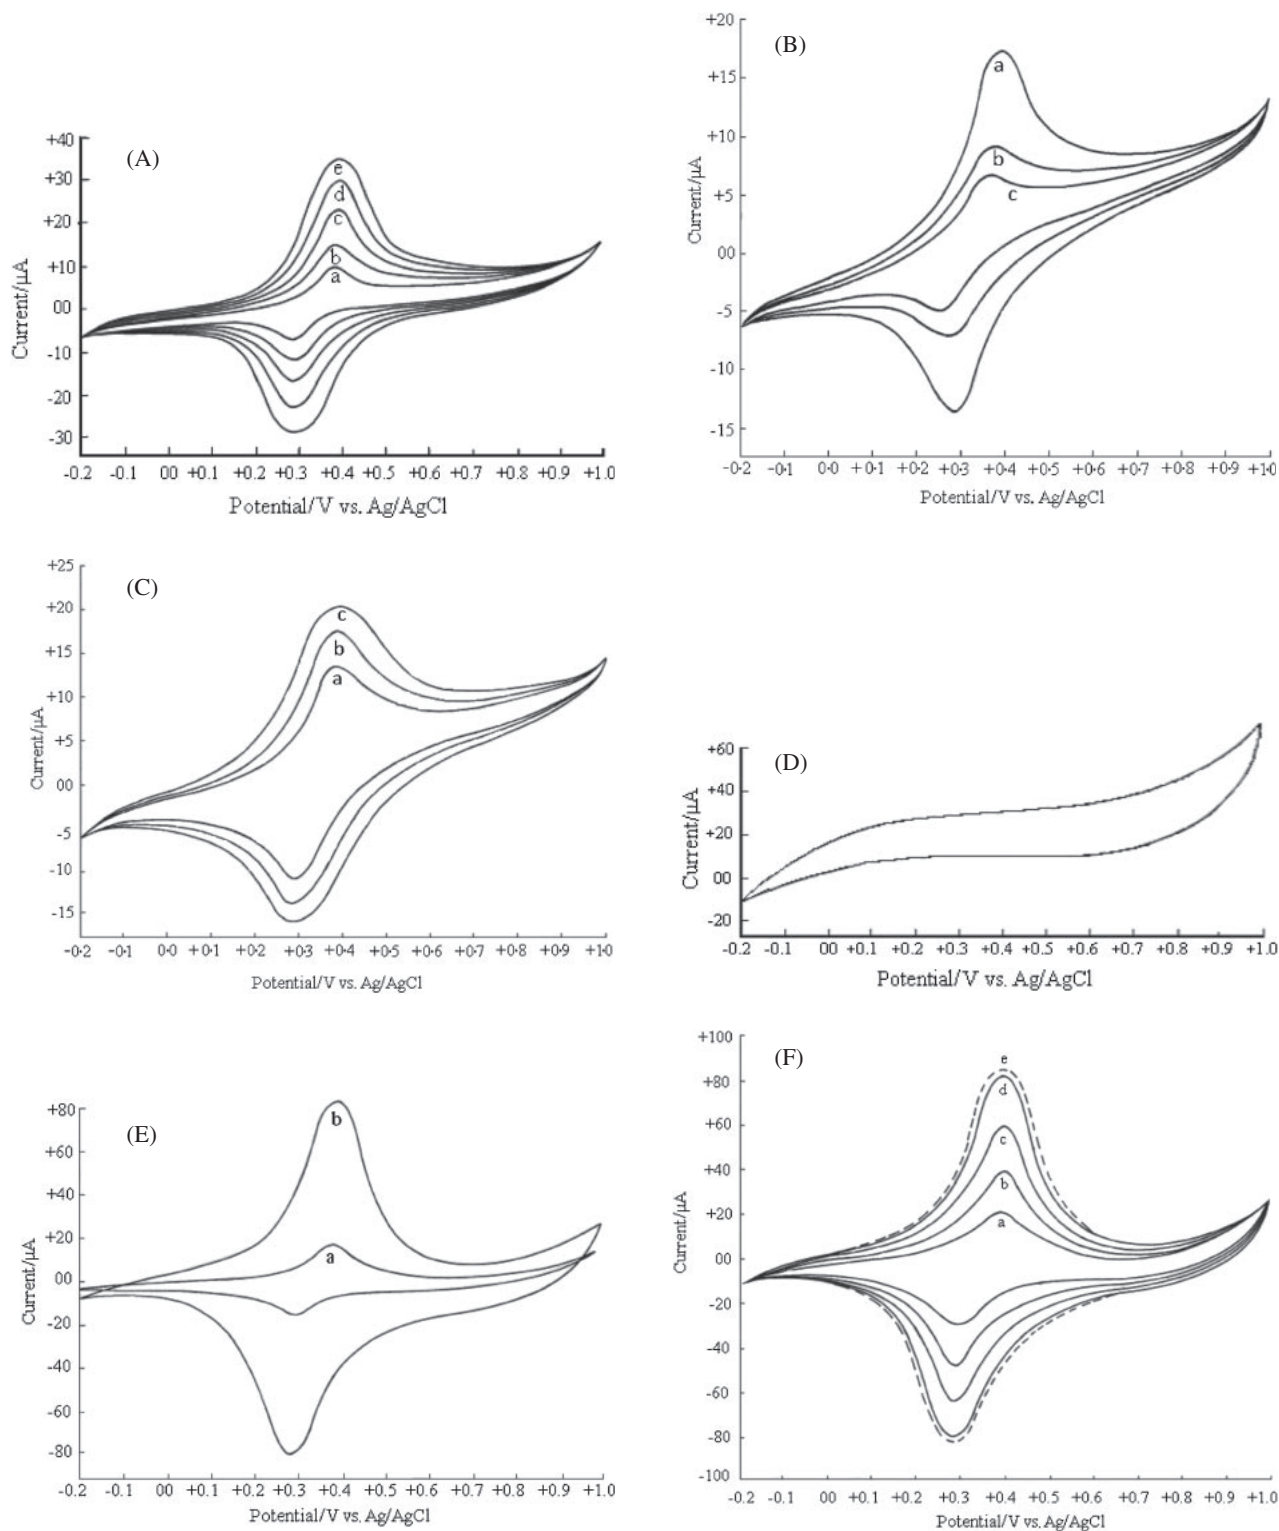 (A)
+40
+30
+20
+10
00
-10
-20
-30
Current/μA
e
d
c
b
a
-0.2 -0.1 00 +0.1 +0.2 +0.3 +0.4 +0.5 +0.6 +0.7 +0.8 +0.9 +1.0
Potential/V vs. Ag/AgCl
(B)
+20
+15
+10
+5
00
-5
-10
-15
Current/μA
a
b
c
-0·2 -0·1 0·0 +0·1 +0·2 +0·3 +0·4 +0·5 +0·6 +0·7 +0·8 +0·9 +1·0
Potential/V vs. Ag/AgCl
(C)
+25
+20
+15
+10
+5
00
-5
-10
-15
Current/μA
c
b
a
-0·2 -0·1 0·0 +0·1 +0·2 +0·3 +0·4 +0·5 +0·6 +0·7 +0·8 +0·9 +1·0
Potential/V vs. Ag/AgCl
(D)
+60
+40
+20
00
-20
Current/μA
-0.2 -0.1 00 +0.1 +0.2 +0.3 +0.4 +0.5 +0.6 +0.7 +0.8 +0.9 +1.0
Potential/V vs. Ag/AgCl
(E)
+80
+60
+40
+20
00
-20
-40
-60
-80
Current/μA
b
a
-0.2 -0.1 00 +0.1 +0.2 +0.3 +0.4 +0.5 +0.6 +0.7 +0.8 +0.9 +1.0
Potential/V vs. Ag/AgCl
(F)
+100
+80
+60
+40
+20
00
-20
-40
-60
-80
-100
Current/μA
e
d
c
b
a
-0.2 -0.1 00 +0.1 +0.2 +0.3 +0.4 +0.5 +0.6 +0.7 +0.8 +0.9 +1.0
Potential/V vs. Ag/AgCl